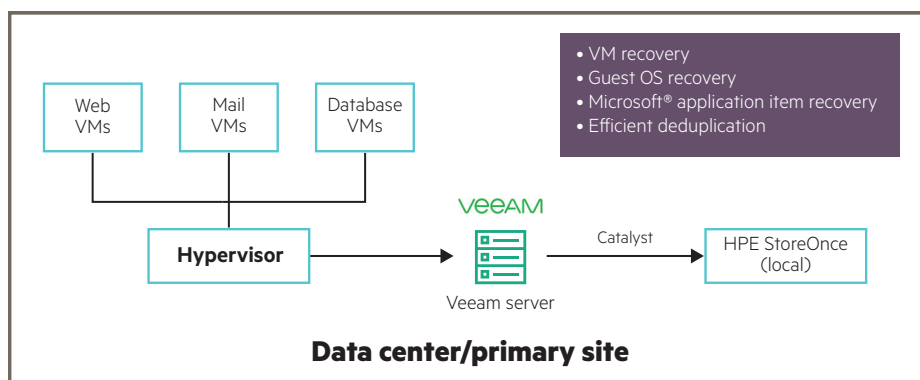 • VM recovery
• Guest OS recovery
• Microsoft® application item recovery
• Efficient deduplication
Web
VMs
Mail
VMs
Database
VMs
Hypervisor
veeam
Veeam server
Catalyst
HPE StoreOnce
(local)
Data center/primary site